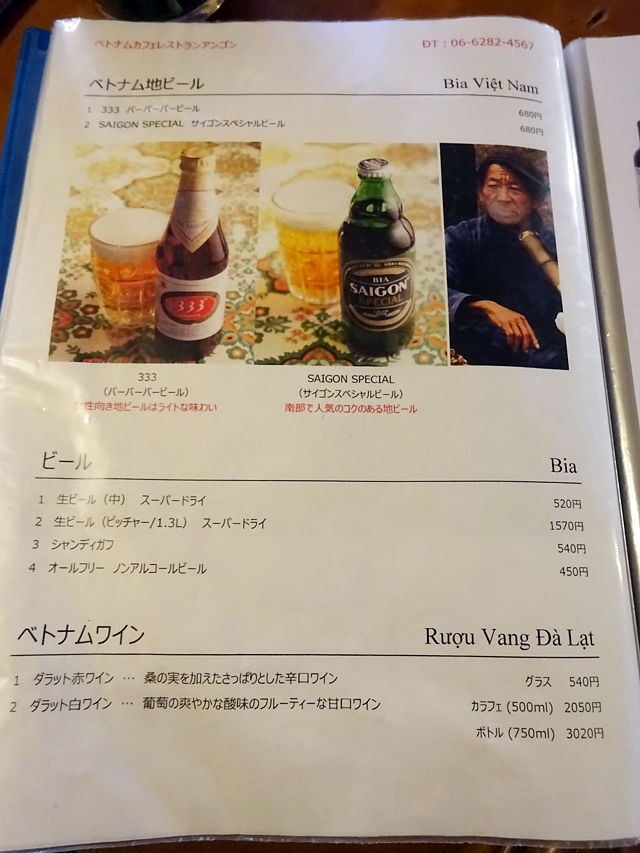 ベトナムカフェレストランアンゴン ĐT : 06-6282-4567
ベトナム地ビール Bia Việt Nam
1 333 バーバーバービール 680円
2 SAIGON SPECIAL サイゴンスペシャルビール 680円
333
BIA
SAIGON
SPECIAL
333 SAIGON SPECIAL
（バーバーバービール） （サイゴンスペシャルビール）
女性向き地ビールはライトな味わい 南部で人気のコクのある地ビール
ビール Bia
1 生ビール（中） スーパードライ 520円
2 生ビール（ピッチャー/1.3L） スーパードライ 1570円
3 シャンディガフ 540円
4 オールフリー ノンアルコールビール 450円
ベトナムワイン Rượu Vang Đà Lạt
1 ダラット赤ワイン … 桑の実を加えたさっぱりとした辛口ワイン グラス 540円
2 ダラット白ワイン … 葡萄の爽やかな酸味のフルーティーな甘口ワイン カラフェ (500ml) 2050円
ボトル (750ml) 3020円